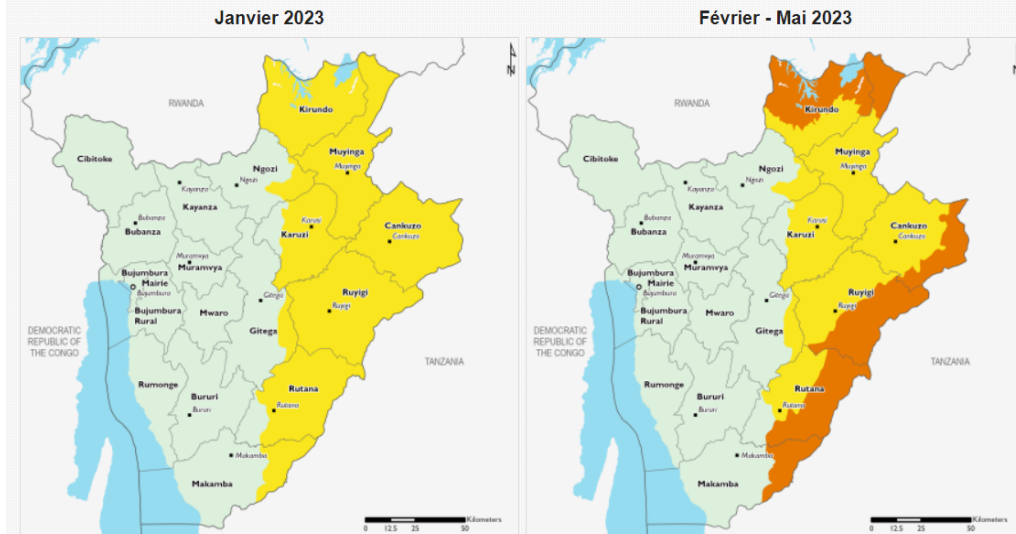 Janvier 2023
Février - Mai 2023
N
RWANDA
Kirundo
Cibitoke
Muyinga
Muyinga
Ngozi
Ngozi
Kayanza
Kayanza
Bubanza
Bubanza
Karuzi
Karusi
Cankuzo
Cankuzo
Muramvya
Muramvya
Bujumbura
Mairie
Bujumbura
Bujumbura
Rural
Gitega
Mwaro
Ruyigi
Ruyigi
Gitega
DEMOCRATIC
REPUBLIC OF
THE CONGO
TANZANIA
Rumonge
Bururi
Bururi
Rutana
Rutana
Makamba
Makamba
0 12.5 25 50 Kilometers
N
RWANDA
Kirundo
Cibitoke
Muyinga
Muyinga
Ngozi
Ngozi
Kayanza
Kayanza
Bubanza
Bubanza
Karuzi
Karusi
Cankuzo
Cankuzo
Muramvya
Muramvya
Bujumbura
Mairie
Bujumbura
Bujumbura
Rural
Gitega
Mwaro
Ruyigi
Ruyigi
Gitega
DEMOCRATIC
REPUBLIC OF
THE CONGO
TANZANIA
Rumonge
Bururi
Bururi
Rutana
Rutana
Makamba
Makamba
0 12.5 25 50 Kilometers